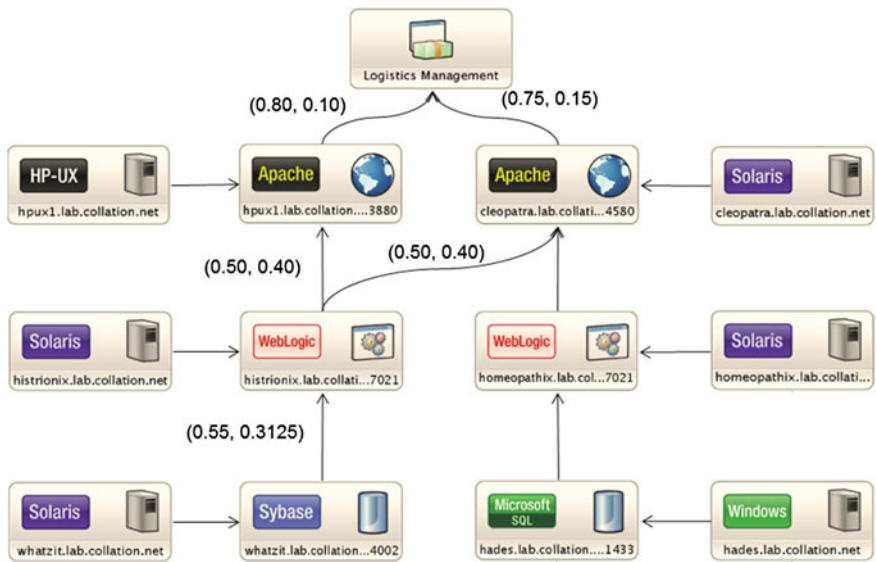 Logistics Management
(0.80, 0.10)
(0.75, 0.15)
HP-UX
hpux1.lab.collation.net
Apache
hpux1.lab.collation....3880
Apache
cleopatra.lab.collati...4580
Solaris
cleopatra.lab.collation.net
(0.50, 0.40)
(0.50, 0.40)
Solaris
histrionix.lab.collation.net
WebLogic
histrionix.lab.collati...7021
WebLogic
homeopathix.lab.col...7021
Solaris
homeopathix.lab.collati...
(0.55, 0.3125)
Solaris
whatzit.lab.collation.net
Sybase
whatzit.lab.collation...4002
Microsoft
SQL
hades.lab.collation....1433
Windows
hades.lab.collation.net